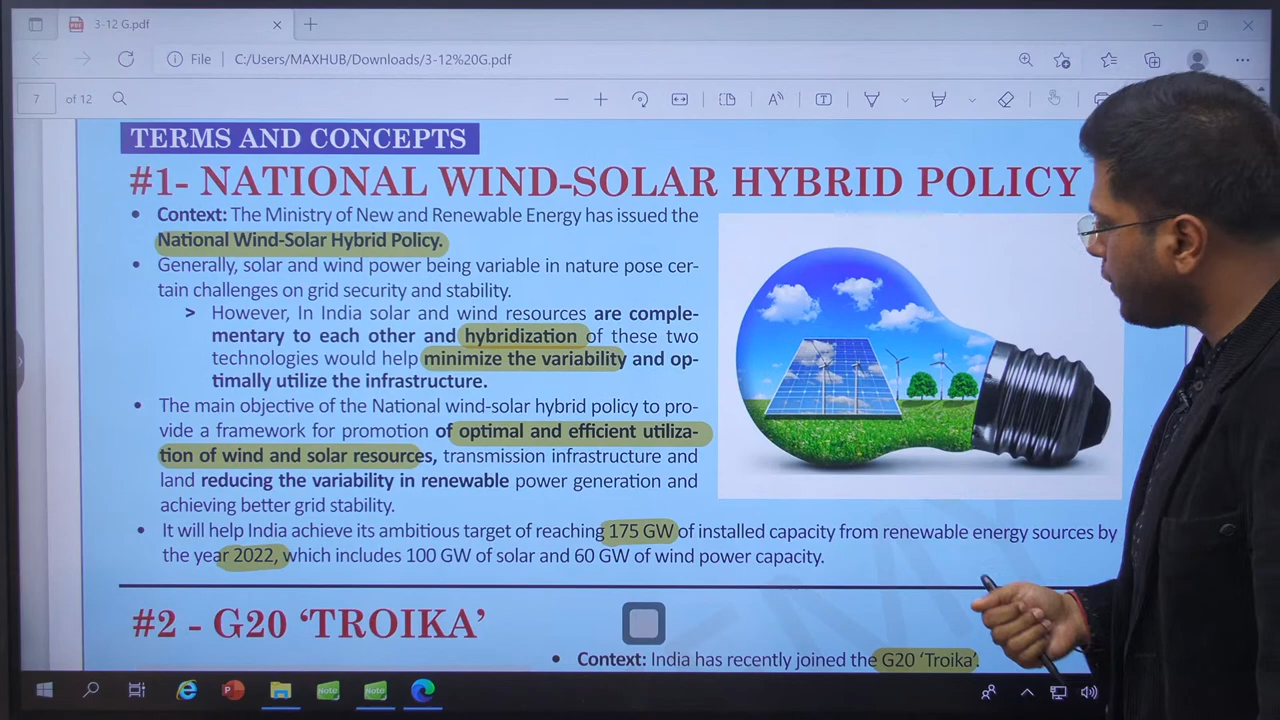 3-12 G.pdf
File
C:/Users/MAXHUB/Downloads/3-12%20G.pdf
7 of 12
TERMS AND CONCEPTS
#1- NATIONAL WIND-SOLAR HYBRID POLICY
• Context: The Ministry of New and Renewable Energy has issued the
National Wind-Solar Hybrid Policy.
• Generally, solar and wind power being variable in nature pose cer-
tain challenges on grid security and stability.
> However, In India solar and wind resources are comple-
mentary to each other and hybridization of these two
technologies would help minimize the variability and op-
timally utilize the infrastructure.
• The main objective of the National wind-solar hybrid policy to pro-
vide a framework for promotion of optimal and efficient utiliza-
tion of wind and solar resources, transmission infrastructure and
land reducing the variability in renewable power generation and
achieving better grid stability.
• It will help India achieve its ambitious target of reaching 175 GW of installed capacity from renewable energy sources by
the year 2022, which includes 100 GW of solar and 60 GW of wind power capacity.
#2 - G20 ‘TROIKA’
• Context: India has recently joined the G20 ‘Troika’.
Note
Note